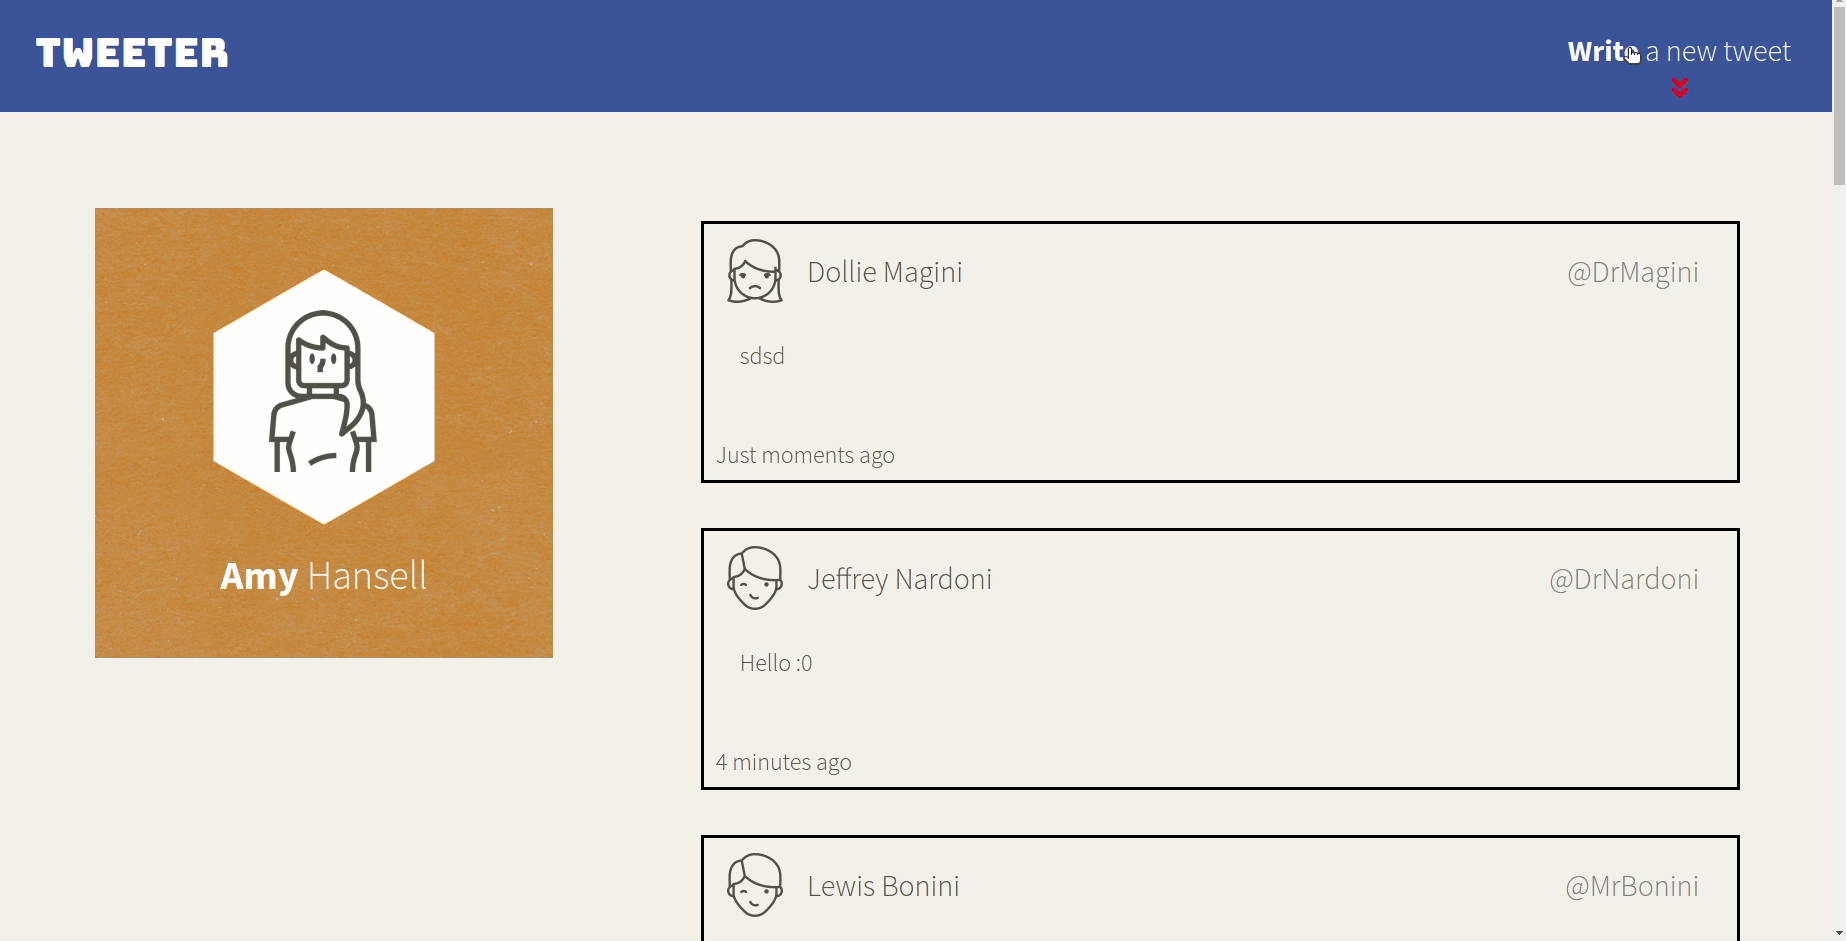 TWEETER
Write a new tweet
Amy Hansell
Dollie Magini
@DrMagini
sdsd
Just moments ago
Jeffrey Nardoni
@DrNardoni
Hello :0
4 minutes ago
Lewis Bonini
@MrBonini